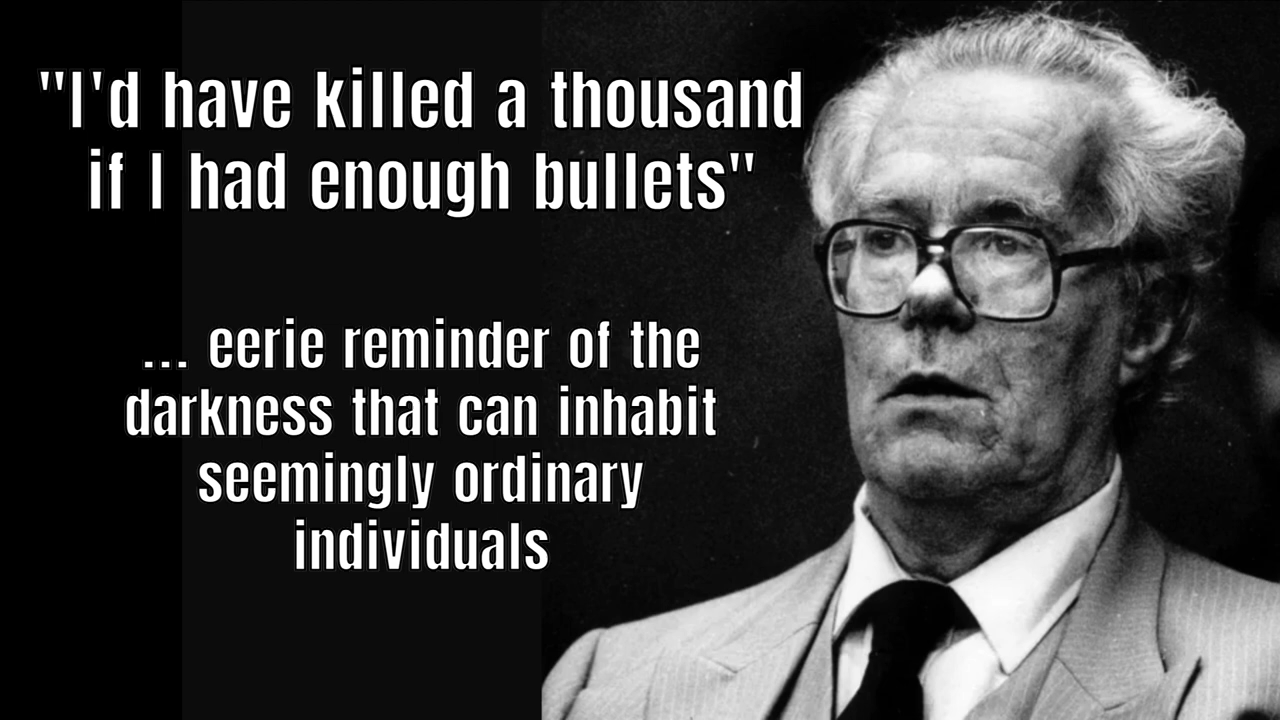 "I'd have killed a thousand
if I had enough bullets"
... eerie reminder of the
darkness that can inhabit
seemingly ordinary
individuals